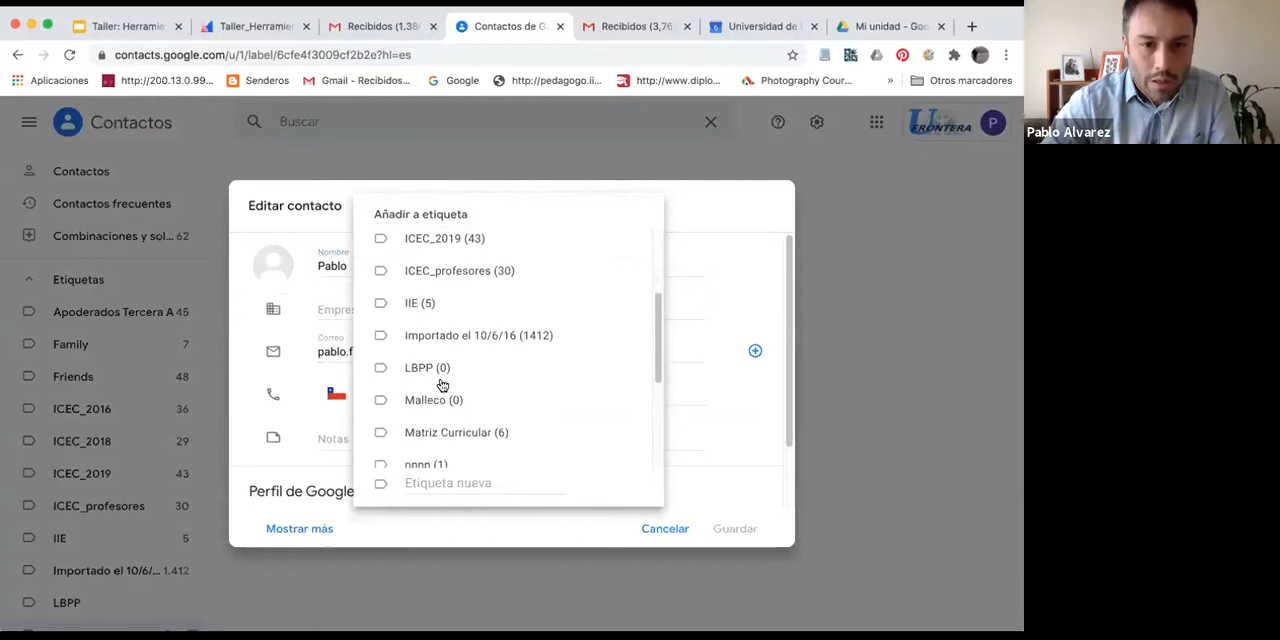 Taller: Herramie
Taller_Herramier
Recibidos (1.38
Contactos de G
Recibidos (3,76
Universidad de
Mi unidad - Goo
contacts.google.com/u/1/label/6cfe4f3009cf2b2e?hl=es
Aplicaciones
http://200.13.0.99...
Senderos
Gmail - Recibidos...
Google
http://pedagogo.ii...
http://www.diplo...
Photography Cour...
»
Otros marcadores
Contactos
Buscar
FRONTERA
P
Pablo Alvarez
Contactos
Contactos frecuentes
Combinaciones y sol... 62
Etiquetas
Apoderados Tercera A 45
Family 7
Friends 48
ICEC_2016 36
ICEC_2018 29
ICEC_2019 43
ICEC_profesores 30
IIE 5
Importado el 10/6/... 1.412
LBPP
Editar contacto
Nombre
Pablo
Empres
Correo
pablo.f
Notas
Perfil de Google
Mostrar más
Cancelar
Guardar
Añadir a etiqueta
ICEC_2019 (43)
ICEC_profesores (30)
IIE (5)
Importado el 10/6/16 (1412)
LBPP (0)
Malleco (0)
Matriz Curricular (6)
nnnn (1)
Etiqueta nueva